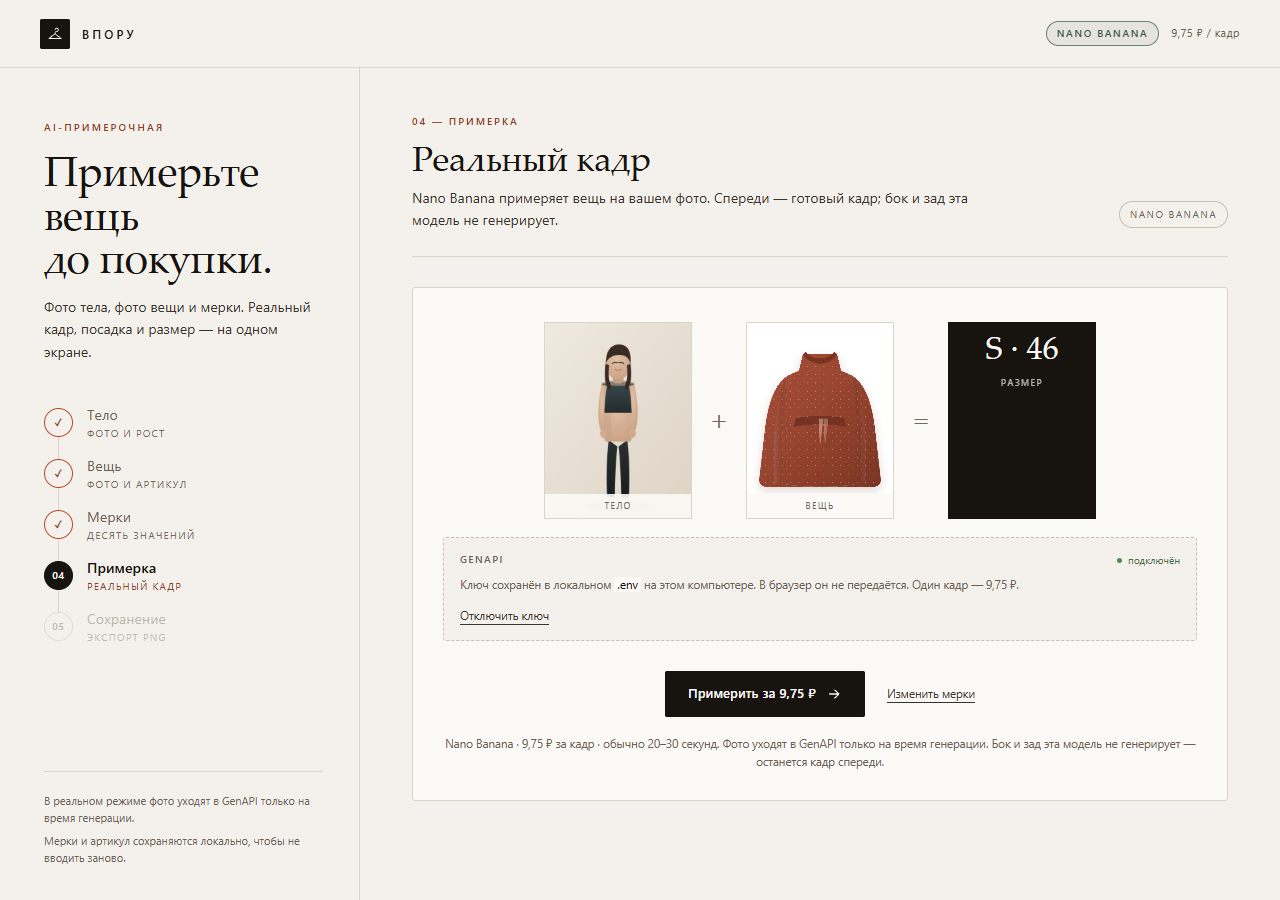 ВПОРУ
NANO BANANA
9,75 ₽ / кадр
AI-ПРИМЕРОЧНАЯ
Примерьте
вещь
до покупки.
Фото тела, фото вещи и мерки. Реальный
кадр, посадка и размер — на одном
экране.
✓
Тело
ФОТО И РОСТ
✓
Вещь
ФОТО И АРТИКУЛ
✓
Мерки
ДЕСЯТЬ ЗНАЧЕНИЙ
04
Примерка
РЕАЛЬНЫЙ КАДР
05
Сохранение
ЭКСПОРТ PNG
В реальном режиме фото уходят в GenAPI только на
время генерации.
Мерки и артикул сохраняются локально, чтобы не
вводить заново.
04 — ПРИМЕРКА
Реальный кадр
Nano Banana примеряет вещь на вашем фото. Спереди — готовый кадр; бок и зад эта
модель не генерирует.
NANO BANANA
ТЕЛО
+
ВЕЩЬ
=
S · 46
РАЗМЕР
GENAPI
подключён
Ключ сохранён в локальном .env на этом компьютере. В браузер он не передаётся. Один кадр — 9,75 ₽.
Отключить ключ
Примерить за 9,75 ₽ →
Изменить мерки
Nano Banana · 9,75 ₽ за кадр · обычно 20–30 секунд. Фото уходят в GenAPI только на время генерации. Бок и зад эта модель не генерирует —
останется кадр спереди.